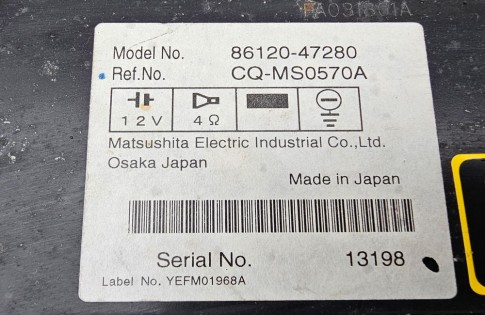 PA031801A
Model No. 86120-47280
Ref.No. CQ-MS0570A
12V 4Ω
Matsushita Electric Industrial Co.,Ltd.
Osaka Japan
Made in Japan
Serial No. 13198
Label No. YEFM01968A